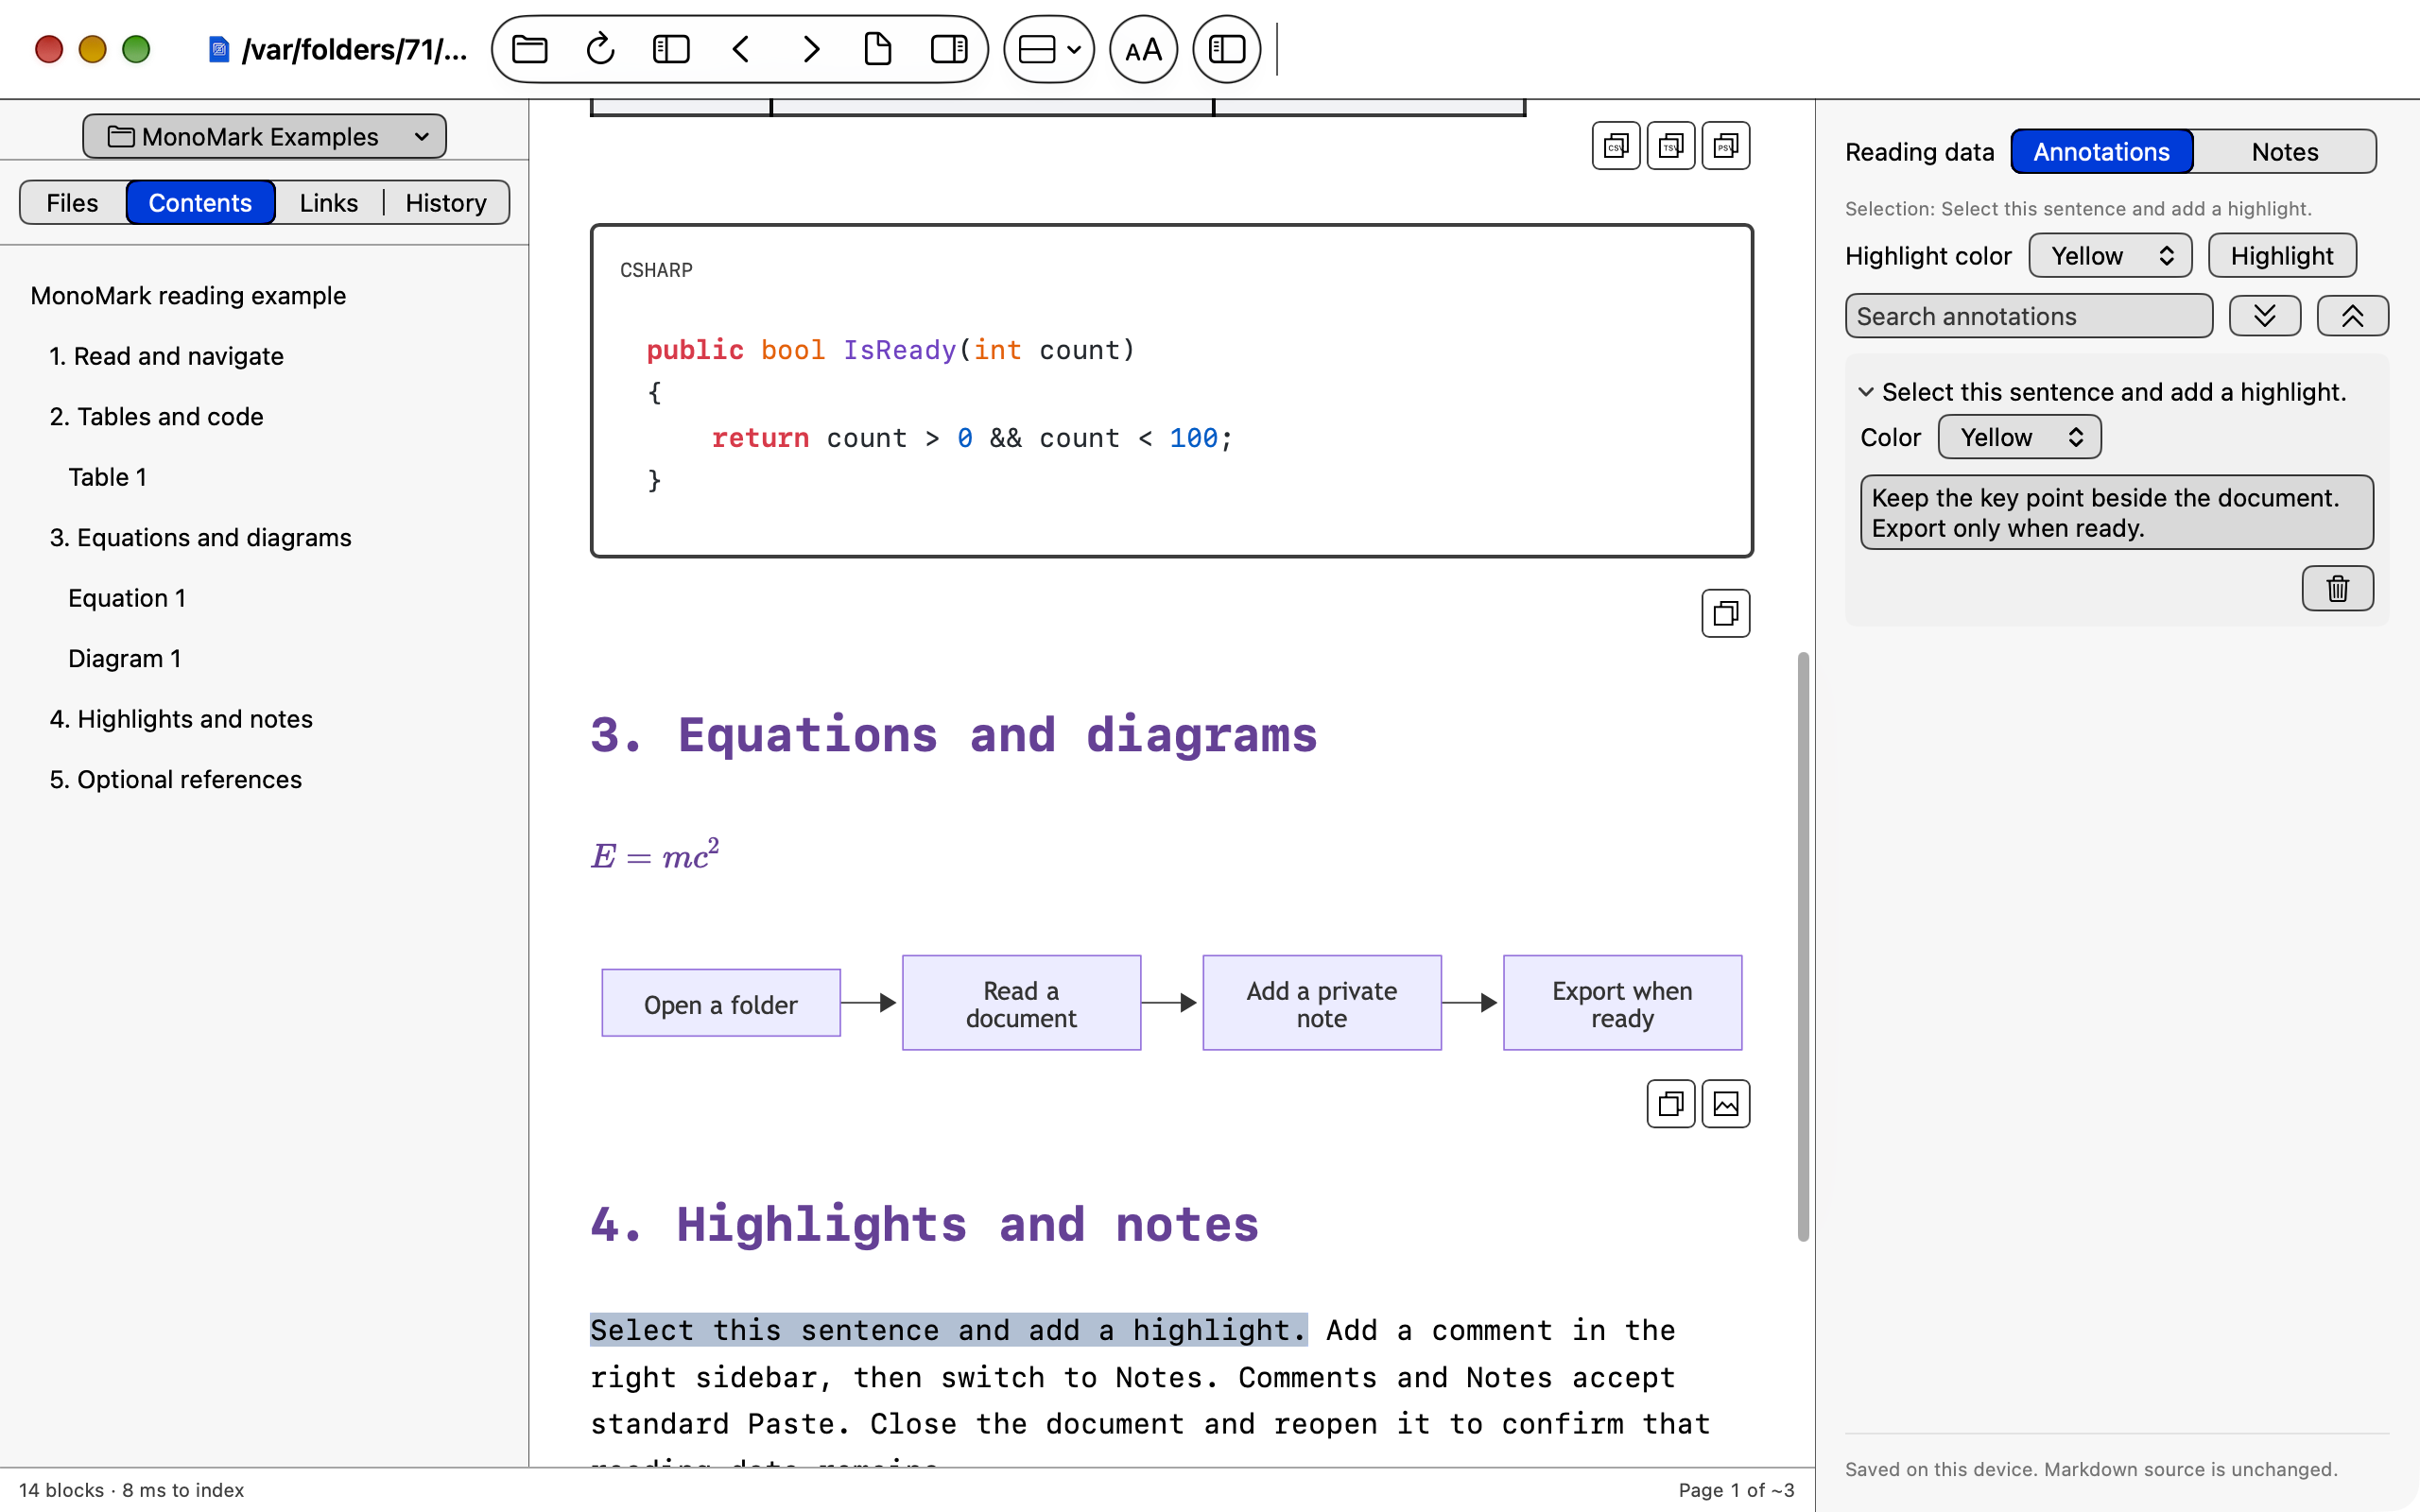 /var/folders/71/...
AA
MonoMark Examples
Files Contents Links History
MonoMark reading example
1. Read and navigate
2. Tables and code
Table 1
3. Equations and diagrams
Equation 1
Diagram 1
4. Highlights and notes
5. Optional references
14 blocks · 8 ms to index
CSV TSV PSV
CSHARP
public bool IsReady(int count)
{
    return count > 0 && count < 100;
}
3. Equations and diagrams
E = mc²
Open a folder
Read a
document
Add a private
note
Export when
ready
4. Highlights and notes
Select this sentence and add a highlight. Add a comment in the
right sidebar, then switch to Notes. Comments and Notes accept
standard Paste. Close the document and reopen it to confirm that
reading data remains
Page 1 of ~3
Reading data Annotations Notes
Selection: Select this sentence and add a highlight.
Highlight color Yellow Highlight
Search annotations
Select this sentence and add a highlight.
Color Yellow
Keep the key point beside the document.
Export only when ready.
Saved on this device. Markdown source is unchanged.